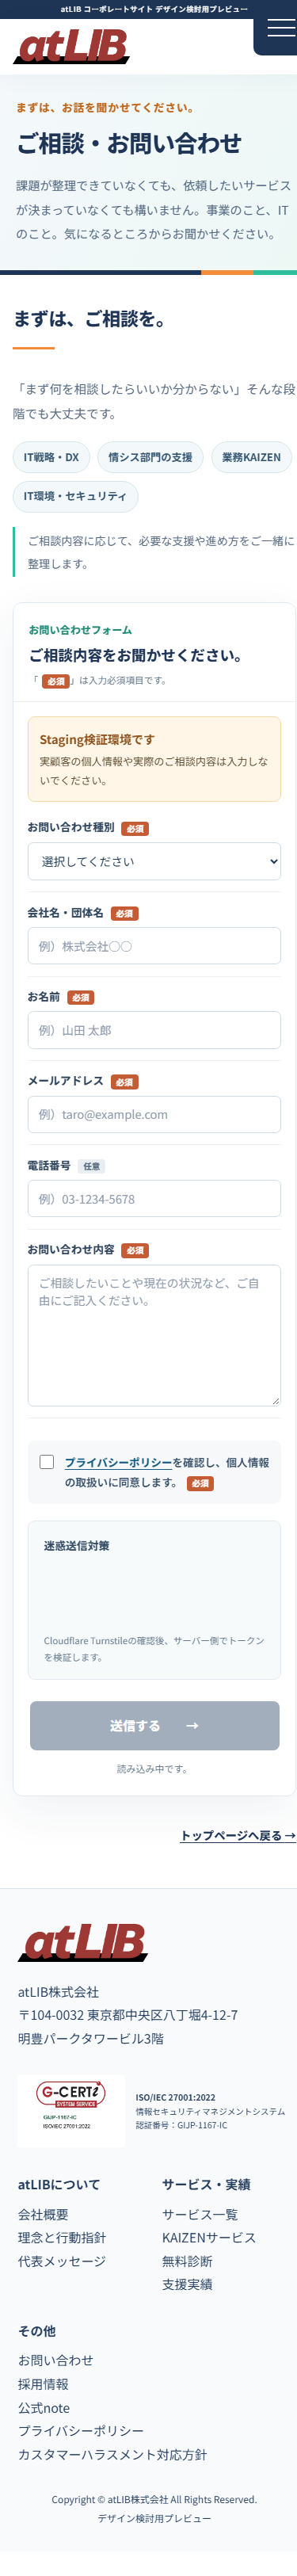 atLIB コーポレートサイト デザイン検討用プレビュー
atLIB
まずは、お話を聞かせてください。
ご相談・お問い合わせ
課題が整理できていなくても、依頼したいサービス
が決まっていなくても構いません。事業のこと、IT
のこと。気になるところからお聞かせください。
まずは、ご相談を。
「まず何を相談したらいいか分からない」そんな段
階でも大丈夫です。
IT戦略・DX 情シス部門の支援 業務KAIZEN
IT環境・セキュリティ
ご相談内容に応じて、必要な支援や進め方をご一緒に
整理します。
お問い合わせフォーム
ご相談内容をお聞かせください。
「 必須 」は入力必須項目です。
Staging検証環境です
実顧客の個人情報や実際のご相談内容は入力しな
いでください。
お問い合わせ種別 必須
選択してください
会社名・団体名 必須
例）株式会社〇〇
お名前 必須
例）山田 太郎
メールアドレス 必須
例）taro@example.com
電話番号 任意
例）03-1234-5678
お問い合わせ内容 必須
ご相談したいことや現在の状況など、ご自
由にご記入ください。
プライバシーポリシーを確認し、個人情報
の取扱いに同意します。 必須
迷惑送信対策
Cloudflare Turnstileの確認後、サーバー側でトークン
を検証します。
送信する →
読み込み中です。
トップページへ戻る →
atLIB
atLIB株式会社
〒104-0032 東京都中央区八丁堀4-12-7
明豊パークタワービル3階
G-CERTi
SYSTEM SERVICE
GIJP-1167-IC
ISO/IEC 27001:2022
ISO/IEC 27001:2022
情報セキュリティマネジメントシステム
認証番号：GIJP-1167-IC
atLIBについて
会社概要
理念と行動指針
代表メッセージ
サービス・実績
サービス一覧
KAIZENサービス
無料診断
支援実績
その他
お問い合わせ
採用情報
公式note
プライバシーポリシー
カスタマーハラスメント対応方針
Copyright © atLIB株式会社 All Rights Reserved.
デザイン検討用プレビュー